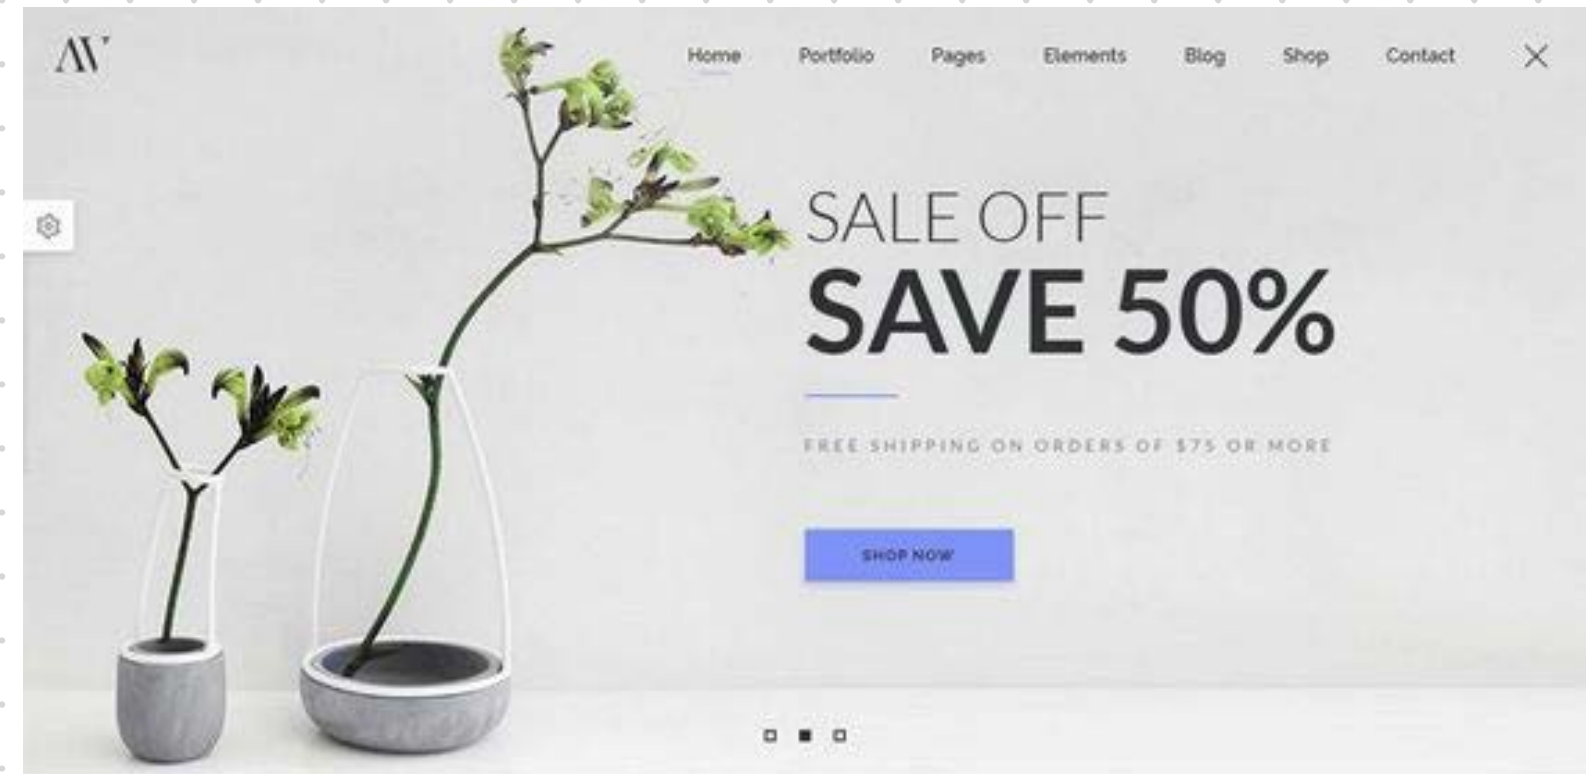 AV
Home Portfolio Pages Elements Blog Shop Contact
SALE OFF
SAVE 50%
FREE SHIPPING ON ORDERS OF $75 OR MORE
SHOP NOW